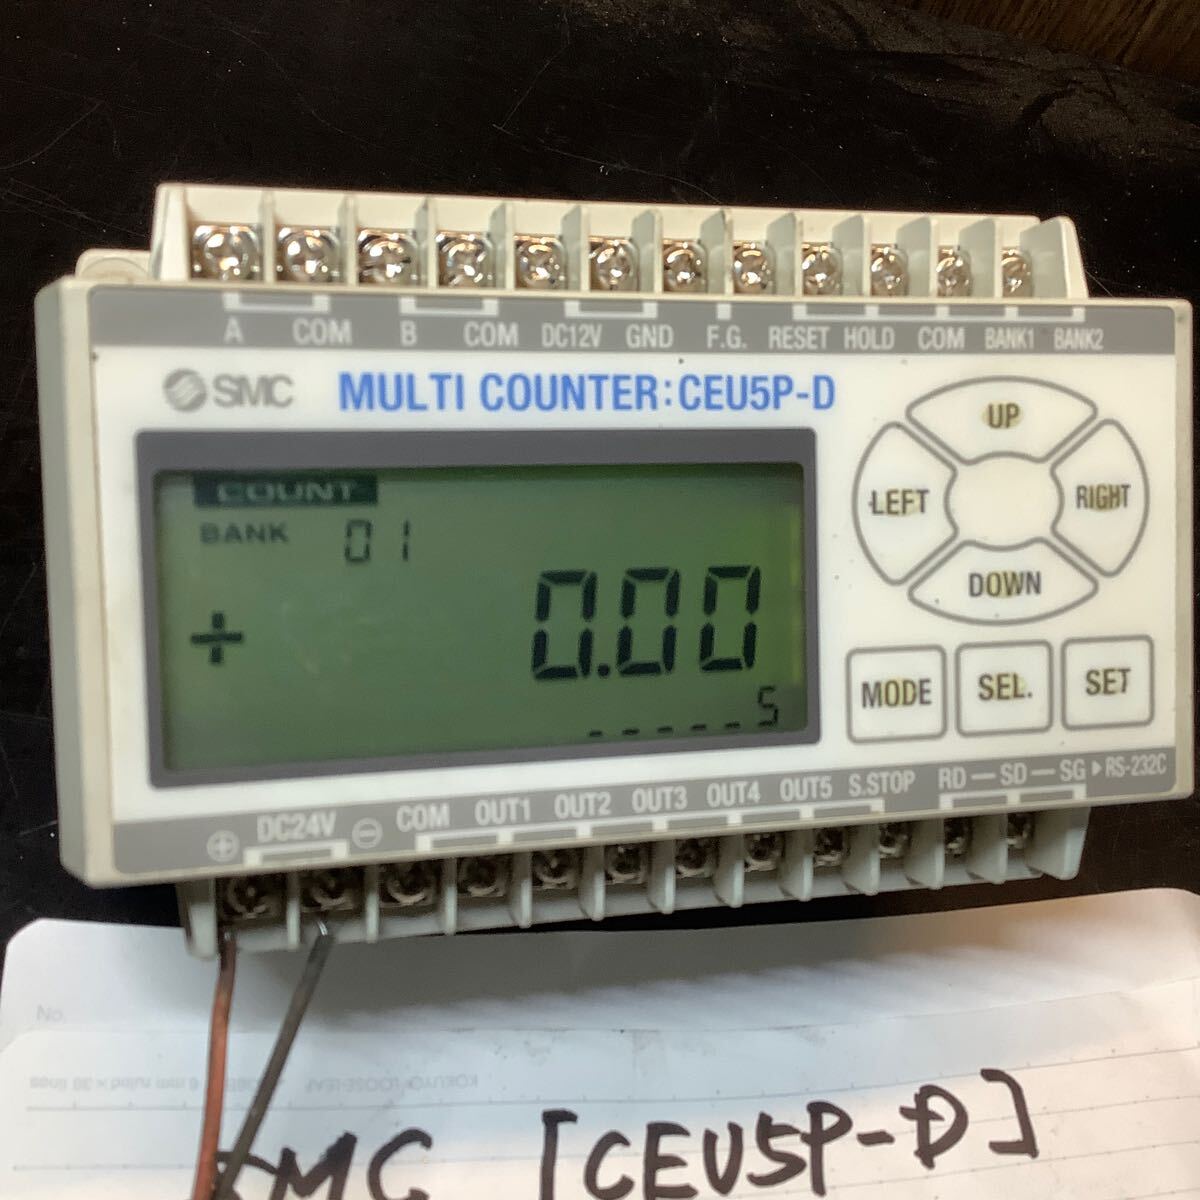 A COM B COM DC12V GND F.G. RESET HOLD COM BANK1 BANK2
SMC MULTI COUNTER:CEU5P-D
COUNT
BANK 01
+ 0.00
-----5
UP
LEFT RIGHT
DOWN
MODE SEL. SET
⊕ DC24V ⊖ COM OUT1 OUT2 OUT3 OUT4 OUT5 S.STOP RD — SD — SG ▶RS-232C
No.
SMC [CEU5P-D]